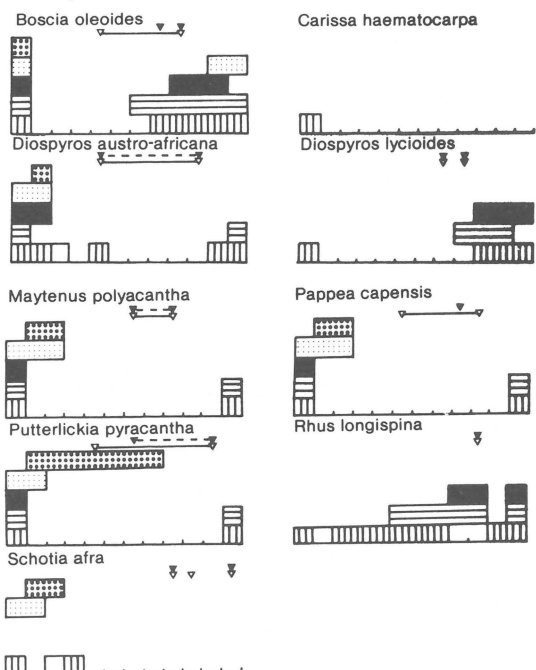 Boscia oleoides
Carissa haematocarpa
Diospyros austro-africana
Diospyros lycioides
Maytenus polyacantha
Pappea capensis
Putterlickia pyracantha
Rhus longispina
Schotia afra